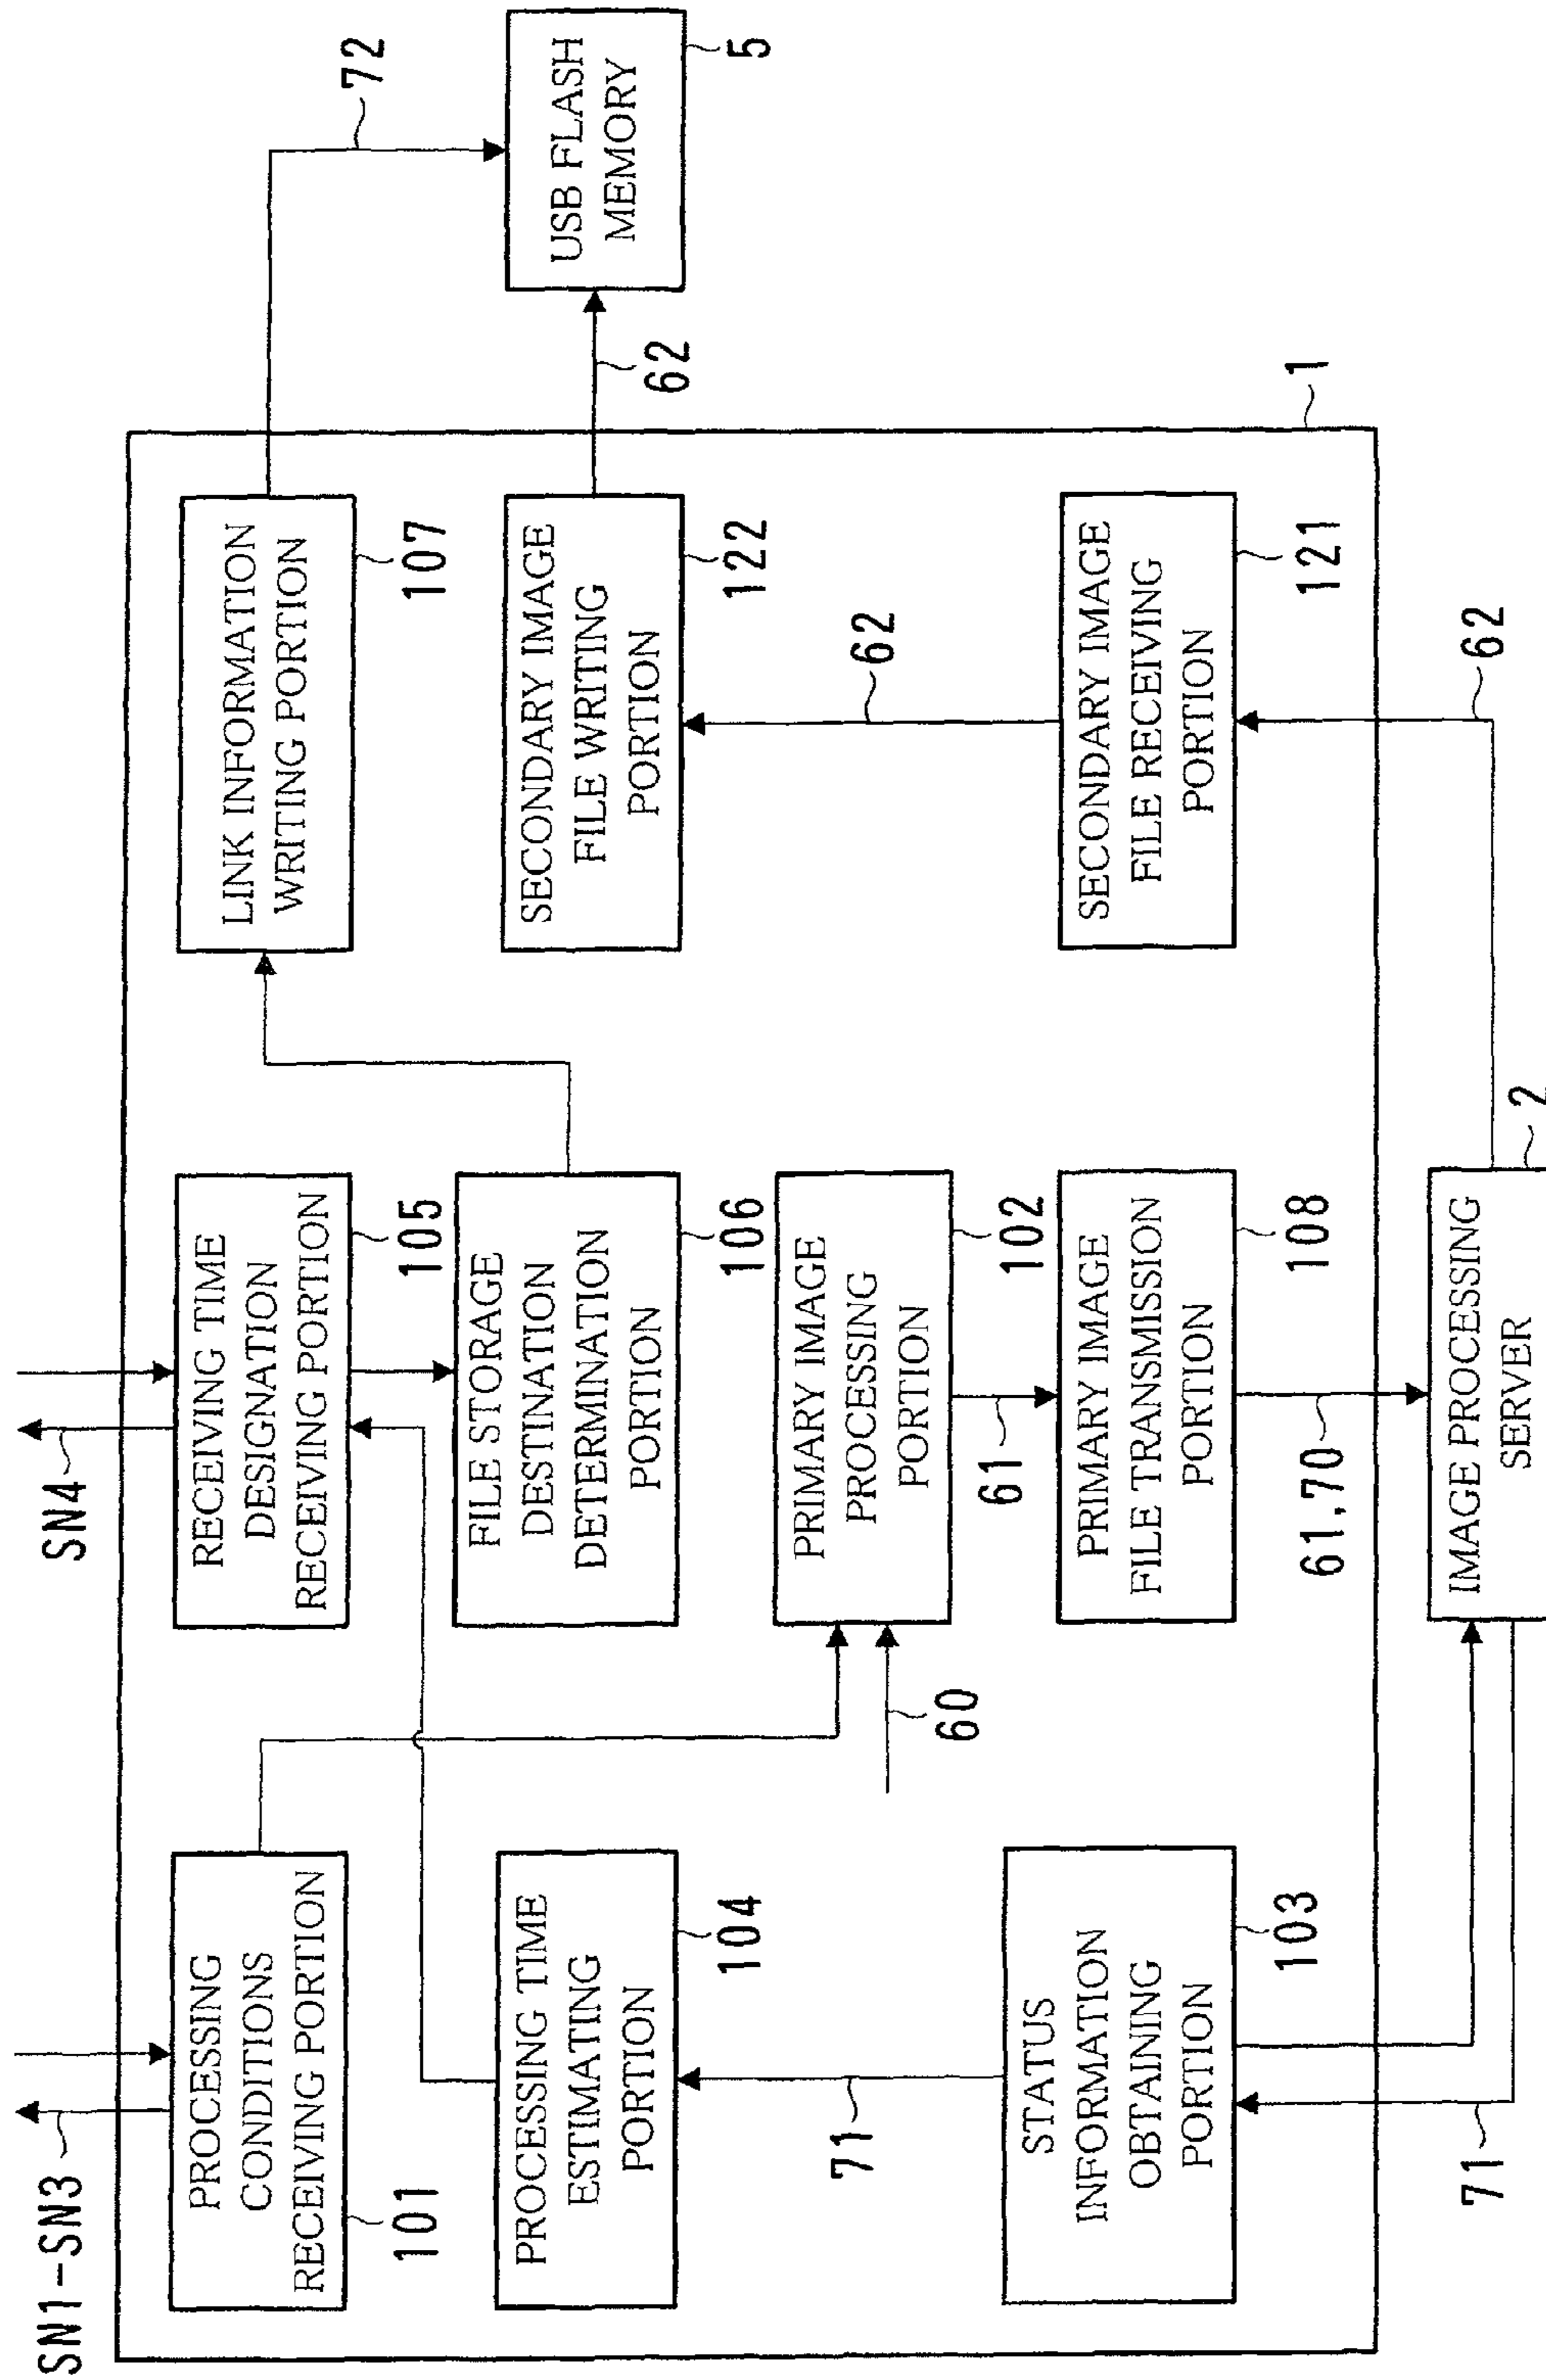 SN1-SN3
PROCESSING
CONDITIONS
RECEIVING PORTION
101
SN4
RECEIVING TIME
DESIGNATION
RECEIVING PORTION
105
LINK INFORMATION
WRITING PORTION
107
72
PROCESSING TIME
ESTIMATING
PORTION
104
FILE STORAGE
DESTINATION
DETERMINATION
PORTION
106
SECONDARY IMAGE
FILE WRITING
PORTION
122
62
USB FLASH
MEMORY
5
60
PRIMARY IMAGE
PROCESSING
PORTION
102
71
61
62
STATUS
INFORMATION
OBTAINING
PORTION
103
PRIMARY IMAGE
FILE TRANSMISSION
PORTION
108
SECONDARY IMAGE
FILE RECEIVING
PORTION
121
1
61,70
71
IMAGE PROCESSING
SERVER
2
62